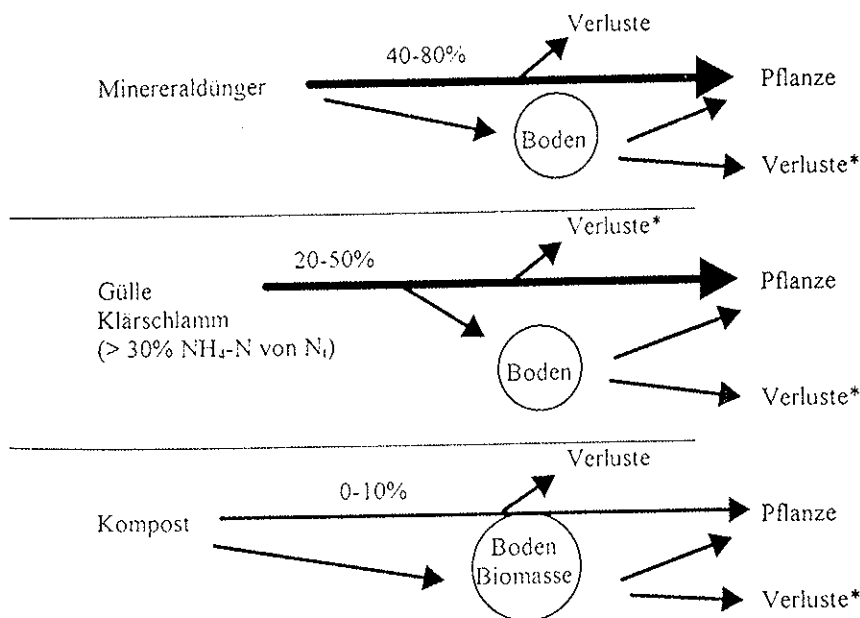 Verluste
40-80%
Minereraldünger
Pflanze
Boden
Verluste*
Verluste*
20-50%
Pflanze
Gülle
Klärschlamm
(> 30% NH₄-N von Nₜ)
Boden
Verluste*
Verluste
0-10%
Kompost
Pflanze
Boden
Biomasse
Verluste*